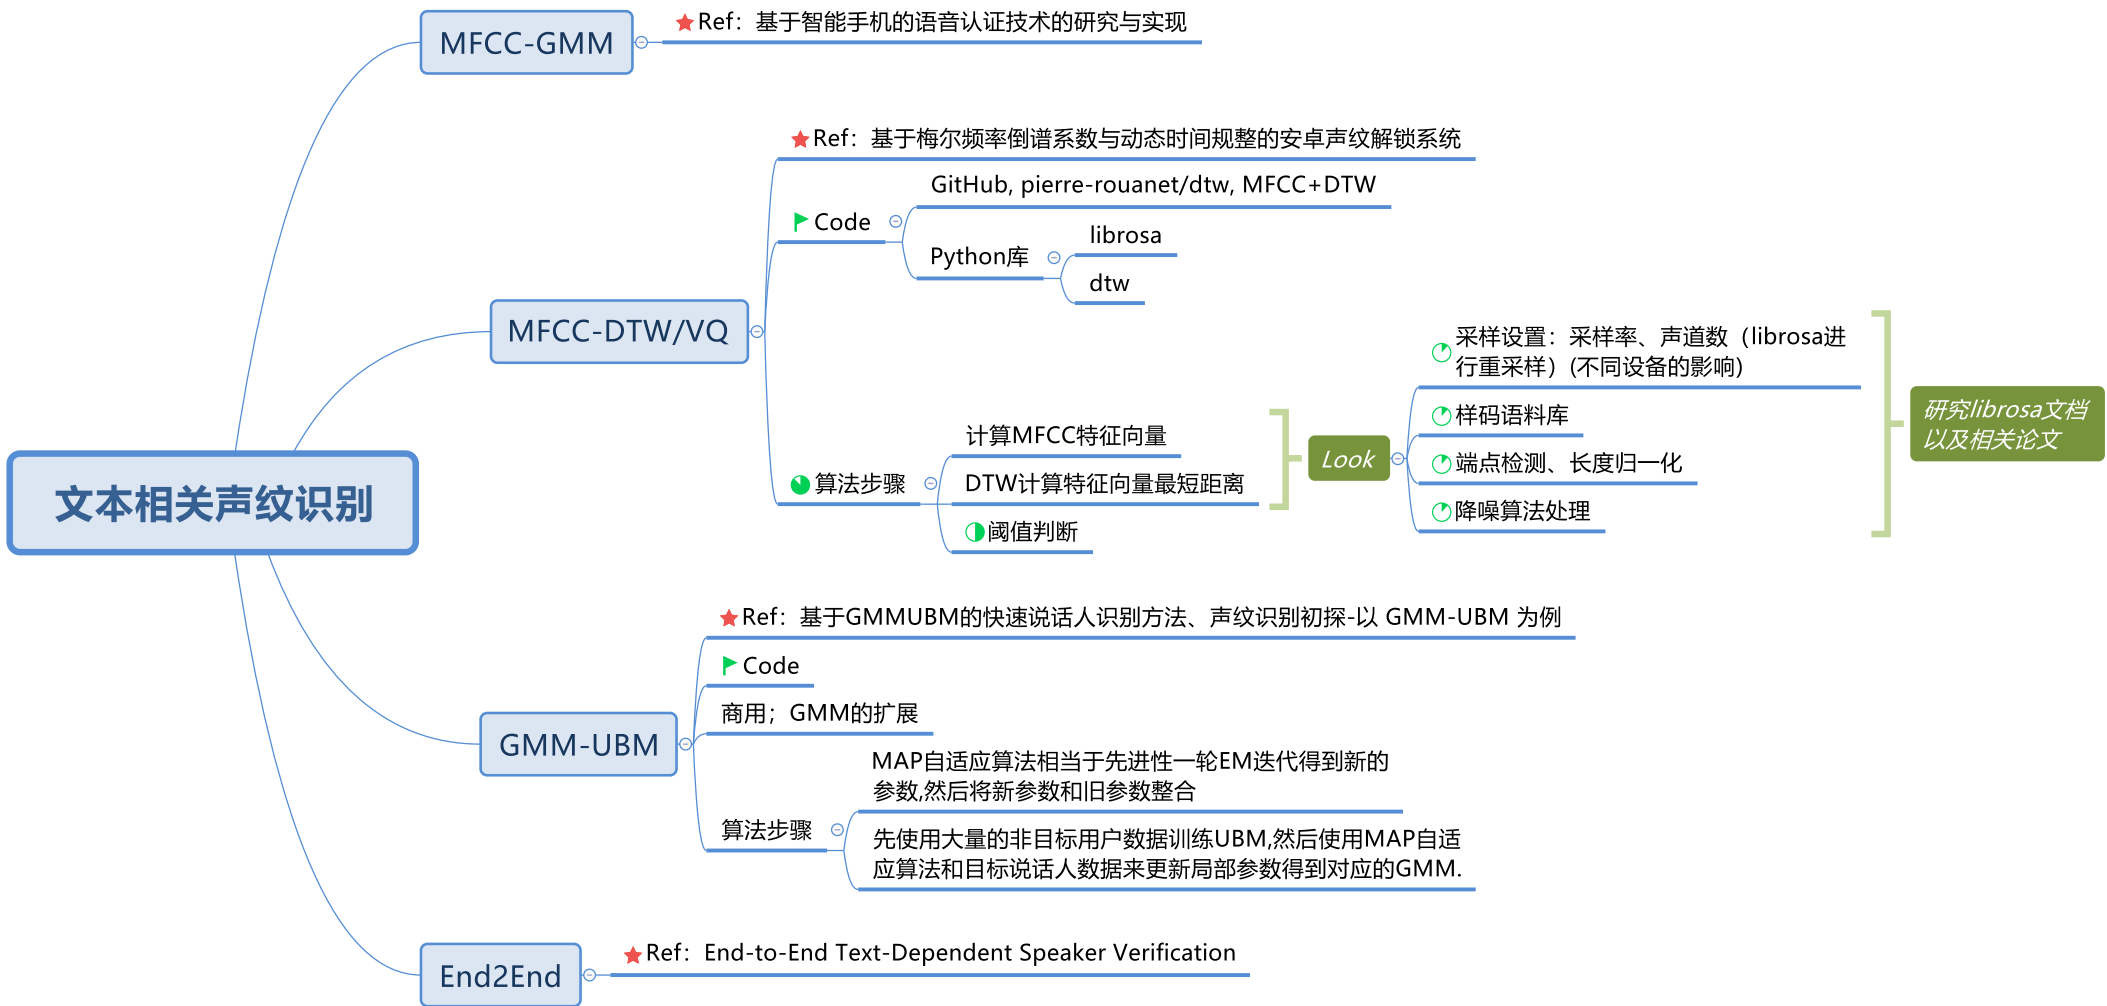 文本相关声纹识别
MFCC-GMM
Ref：基于智能手机的语音认证技术的研究与实现
MFCC-DTW/VQ
Ref：基于梅尔频率倒谱系数与动态时间规整的安卓声纹解锁系统
Code
GitHub, pierre-rouanet/dtw, MFCC+DTW
Python库
librosa
dtw
算法步骤
计算MFCC特征向量
DTW计算特征向量最短距离
阈值判断
Look
采样设置：采样率、声道数（librosa进
行重采样）(不同设备的影响)
样码语料库
端点检测、长度归一化
降噪算法处理
研究librosa文档
以及相关论文
GMM-UBM
Ref：基于GMMUBM的快速说话人识别方法、声纹识别初探-以 GMM-UBM 为例
Code
商用；GMM的扩展
算法步骤
MAP自适应算法相当于先进性一轮EM迭代得到新的
参数,然后将新参数和旧参数整合
先使用大量的非目标用户数据训练UBM,然后使用MAP自适
应算法和目标说话人数据来更新局部参数得到对应的GMM.
End2End
Ref：End-to-End Text-Dependent Speaker Verification